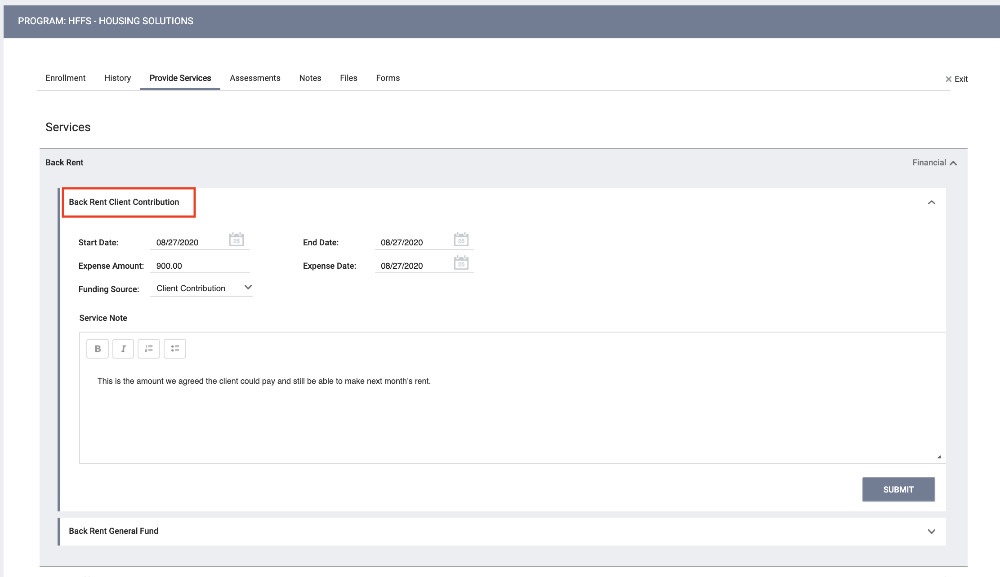 PROGRAM: HFFS - HOUSING SOLUTIONS
Enrollment History Provide Services Assessments Notes Files Forms Exit
Services
Back Rent Financial
Back Rent Client Contribution
Start Date: 08/27/2020 25 End Date: 08/27/2020 25
Expense Amount: 900.00 Expense Date: 08/27/2020 25
Funding Source: Client Contribution
Service Note
B I
This is the amount we agreed the client could pay and still be able to make next month's rent.
SUBMIT
Back Rent General Fund